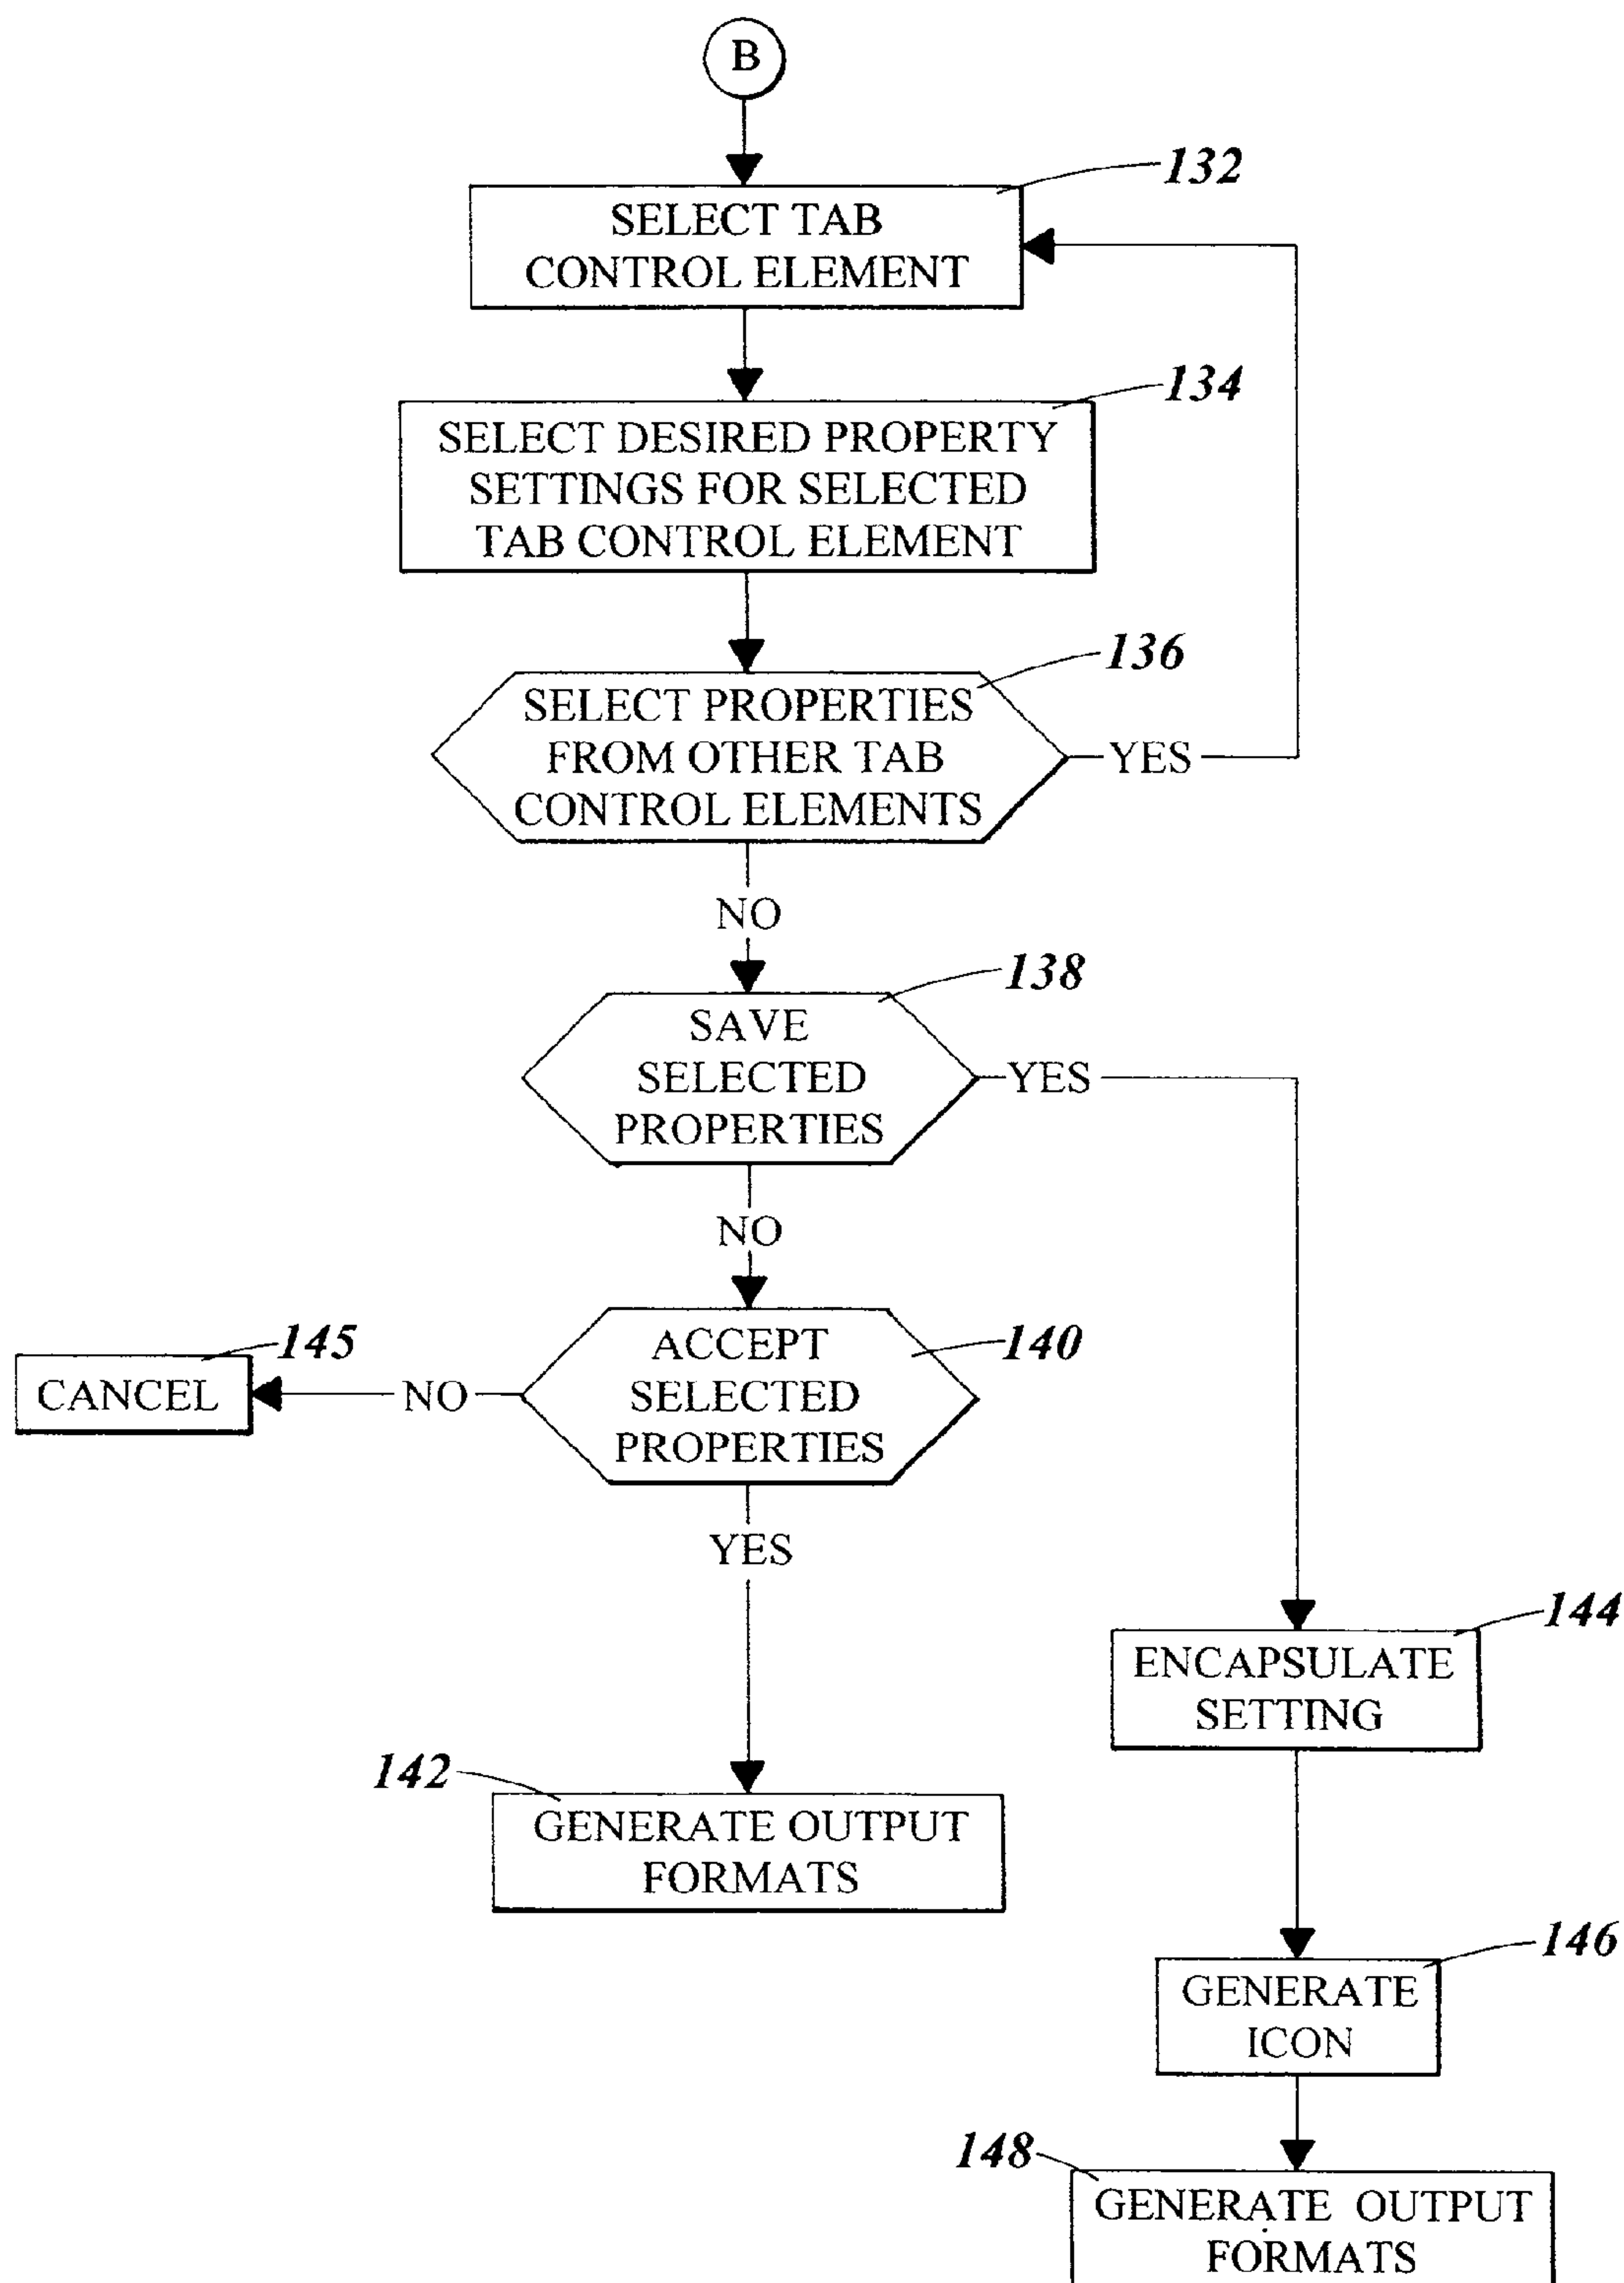 B
132
SELECT TAB
CONTROL ELEMENT
134
SELECT DESIRED PROPERTY
SETTINGS FOR SELECTED
TAB CONTROL ELEMENT
136
SELECT PROPERTIES
FROM OTHER TAB
CONTROL ELEMENTS
YES
NO
138
SAVE
SELECTED
PROPERTIES
YES
NO
140
ACCEPT
SELECTED
PROPERTIES
145
CANCEL
NO
YES
144
ENCAPSULATE
SETTING
142
GENERATE OUTPUT
FORMATS
146
GENERATE
ICON
148
GENERATE OUTPUT
FORMATS